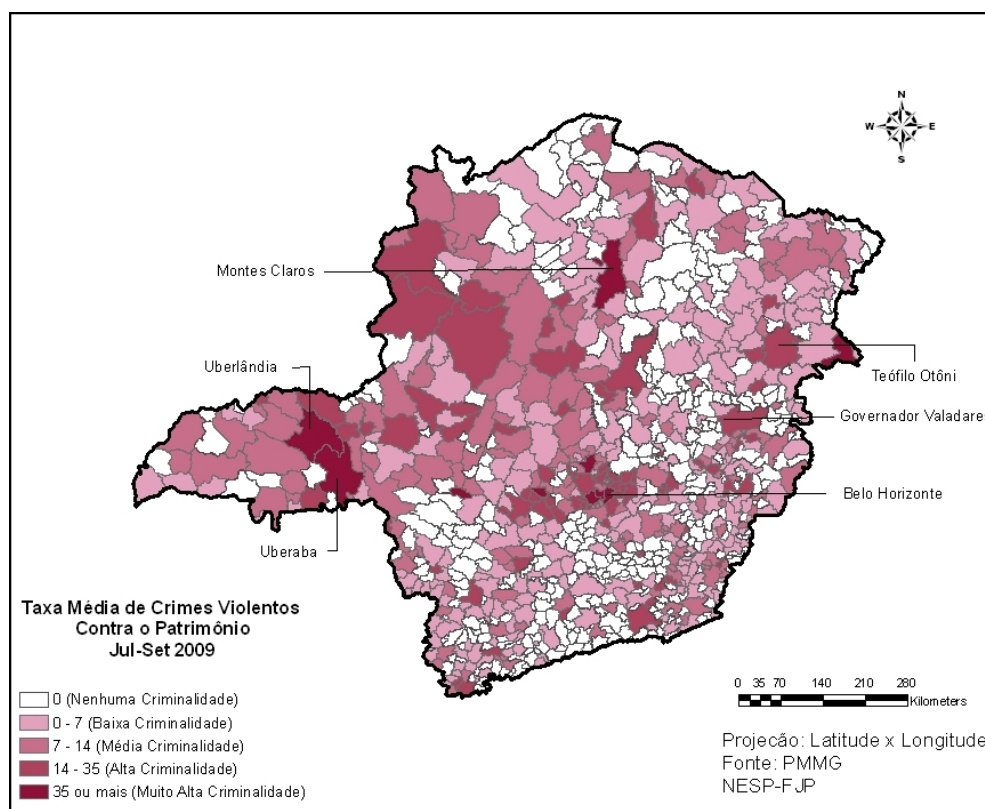 N
W E
S
Montes Claros
Uberlândia
Teófilo Otôni
Governador Valadares
Belo Horizonte
Uberaba
Taxa Média de Crimes Violentos
Contra o Patrimônio
Jul-Set 2009
0 (Nenhuma Criminalidade)
0 - 7 (Baixa Criminalidade)
7 - 14 (Média Criminalidade)
14 - 35 (Alta Criminalidade)
35 ou mais (Muito Alta Criminalidade)
0 35 70 140 210 280
Kilometers
Projecão: Latitude x Longitude
Fonte: PMMG
NESP-FJP